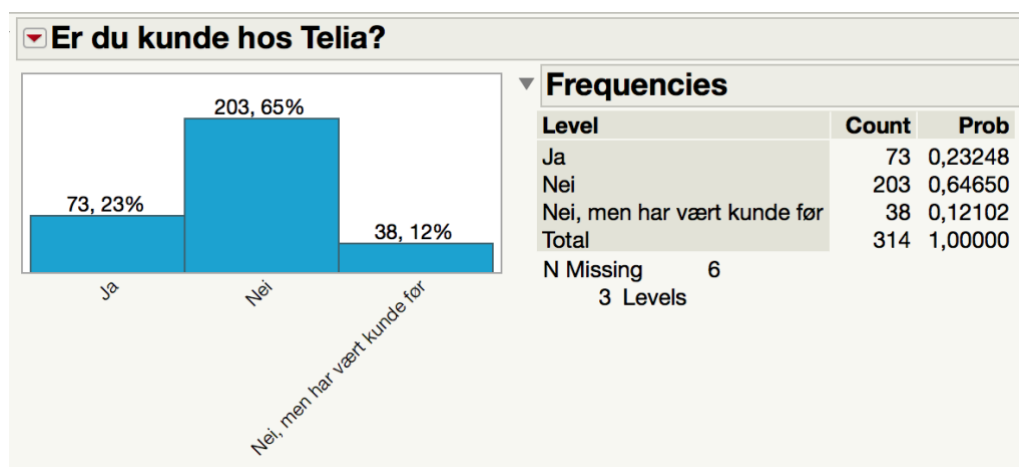 Er du kunde hos Telia?
203, 65%
73, 23%
38, 12%
Ja
Nei
Nei, men har vært kunde før
Frequencies
Level Count Prob
Ja 73 0,23248
Nei 203 0,64650
Nei, men har vært kunde før 38 0,12102
Total 314 1,00000
N Missing 6
3 Levels